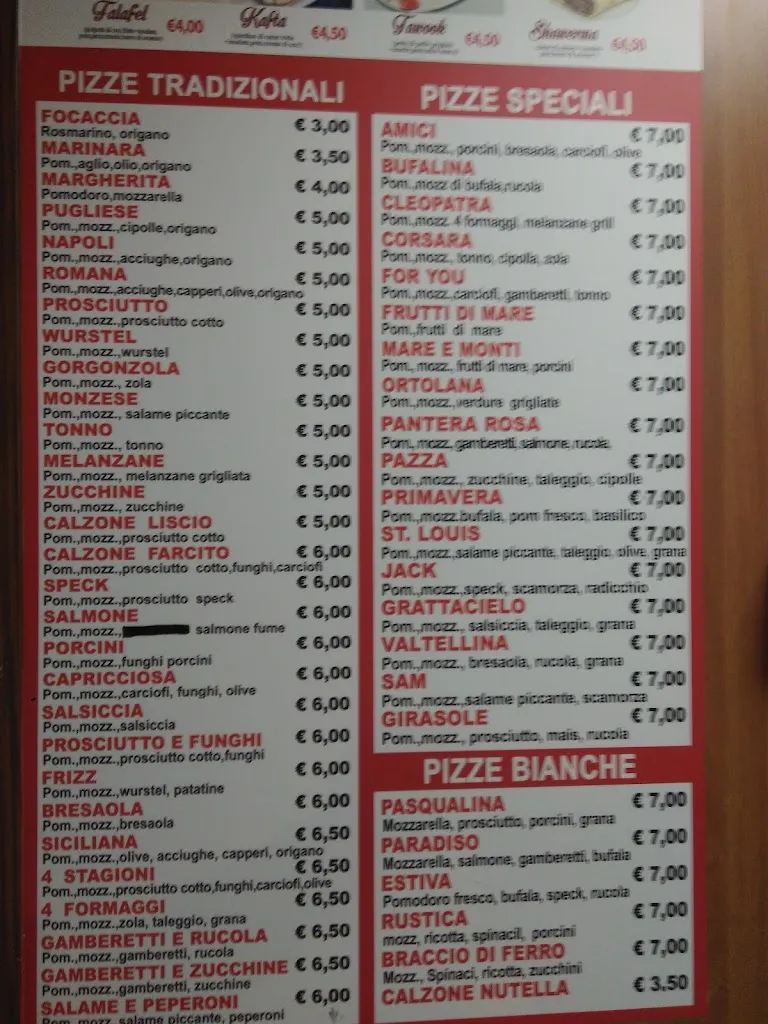 Falafel €4,00
Kafta €4,50
Tawook €4,50
Shawerma €4,50
PIZZE TRADIZIONALI
FOCACCIA € 3,00
Rosmarino, origano
MARINARA € 3,50
Pom.,aglio,olio,origano
MARGHERITA € 4,00
Pomodoro,mozzarella
PUGLIESE € 5,00
Pom.,mozz.,cipolle,origano
NAPOLI € 5,00
Pom.,mozz.,acciughe,origano
ROMANA € 5,00
Pom.,mozz.,acciughe,capperi,olive,origano
PROSCIUTTO € 5,00
Pom.,mozz.,prosciutto cotto
WURSTEL € 5,00
Pom.,mozz.,wurstel
GORGONZOLA € 5,00
Pom.,mozz., zola
MONZESE € 5,00
Pom.,mozz., salame piccante
TONNO € 5,00
Pom.,mozz., tonno
MELANZANE € 5,00
Pom.,mozz., melanzane grigliata
ZUCCHINE € 5,00
Pom.,mozz., zucchine
CALZONE LISCIO € 5,00
Pom.,mozz.,prosciutto cotto
CALZONE FARCITO € 6,00
Pom.,mozz.,prosciutto cotto,funghi,carciofi
SPECK € 6,00
Pom.,mozz.,prosciutto speck
SALMONE € 6,00
Pom.,mozz., salmone fume
PORCINI € 6,00
Pom.,mozz.,funghi porcini
CAPRICCIOSA € 6,00
Pom.,mozz.,carciofi, funghi, olive
SALSICCIA € 6,00
Pom.,mozz.,salsiccia
PROSCIUTTO E FUNGHI € 6,00
Pom.,mozz.,prosciutto cotto,funghi
FRIZZ € 6,00
Pom.,mozz.,wurstel, patatine
BRESAOLA € 6,00
Pom.,mozz.,bresaola
SICILIANA € 6,50
Pom.,mozz.,olive, acciughe, capperi, origano
4 STAGIONI € 6,50
Pom.,mozz.,prosciutto cotto,funghi,carciofi,olive
4 FORMAGGI € 6,50
Pom.,mozz.,zola, taleggio, grana
GAMBERETTI E RUCOLA € 6,50
Pom.,mozz.,gamberetti, rucola
GAMBERETTI E ZUCCHINE € 6,50
Pom.,mozz.,gamberetti, zucchine
SALAME E PEPERONI € 6,00
Pom.,mozz, salame piccante, peperoni
PIZZE SPECIALI
AMICI € 7,00
Pom.,mozz., porcini, bresaola, carciofi, olive
BUFALINA € 7,00
Pom.,mozz di bufala,rucola
CLEOPATRA € 7,00
Pom.,mozz. 4 formaggi, melanzane grill
CORSARA € 7,00
Pom., mozz., tonno, cipolla, zola
FOR YOU € 7,00
Pom.,mozz.,carciofi, gamberetti, tonno
FRUTTI DI MARE € 7,00
Pom.,frutti di mare
MARE E MONTI € 7,00
Pom., mozz., frutti di mare, porcini
ORTOLANA € 7,00
Pom.,mozz.,verdure grigliate
PANTERA ROSA € 7,00
Pom., mozz, gamberetti, salmone, rucola
PAZZA € 7,00
Pom.,mozz., zucchine, taleggio, cipolle
PRIMAVERA € 7,00
Pom.,mozz.bufala, pom fresco, basilico
ST. LOUIS € 7,00
Pom.,mozz.,salame piccante, taleggio, olive, grana
JACK € 7,00
Pom.,mozz.,speck, scamorza, radicchio
GRATTACIELO € 7,00
Pom.,mozz., salsiccia, taleggio, grana
VALTELLINA € 7,00
Pom.,mozz., bresaola, rucola, grana
SAM € 7,00
Pom.,mozz.,salame piccante, scamorza
GIRASOLE € 7,00
Pom.,mozz., prosciutto, mais, rucola
PIZZE BIANCHE
PASQUALINA € 7,00
Mozzarella, prosciutto, porcini, grana
PARADISO € 7,00
Mozzarella, salmone, gamberetti, bufala
ESTIVA € 7,00
Pomodoro fresco, bufala, speck, rucola
RUSTICA € 7,00
mozz, ricotta, spinacil, porcini
BRACCIO DI FERRO € 7,00
Mozz., Spinaci, ricotta, zucchini
CALZONE NUTELLA € 3.50